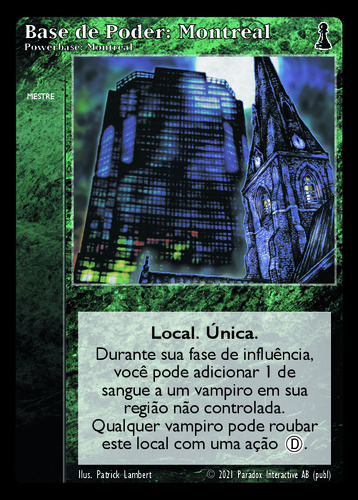 Base de Poder: Montreal
Powerbase: Montreal
MESTRE
Local. Única.
Durante sua fase de influência,
você pode adicionar 1 de
sangue a um vampiro em sua
região não controlada.
Qualquer vampiro pode roubar
este local com uma ação Ⓓ.
Ilus. Patrick Lambert © 2021 Paradox Interactive AB (publ)